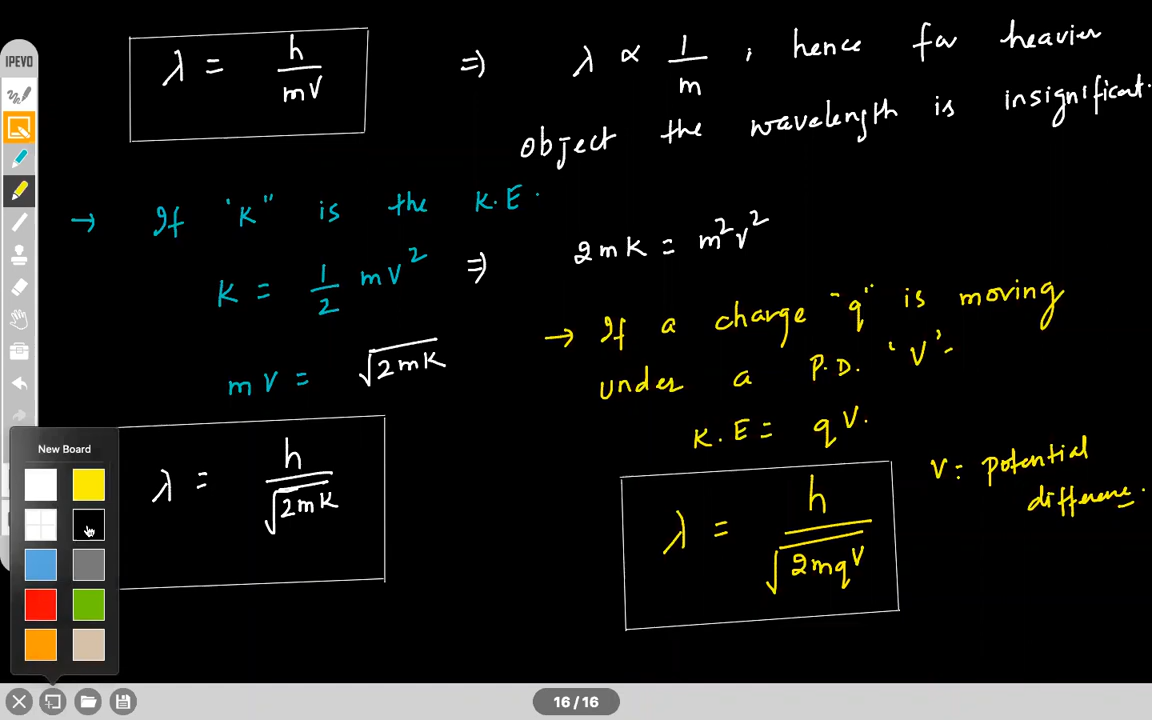 IPEVO
λ = h/mV ⇒ λ ∝ 1/m , hence for heavier
object the wavelength is insignificant.
→ If "K" is the K.E.
K = 1/2 mV² ⇒ 2mK = m²v²
mV = √2mK
λ = h/√2mK
→ If a charge "q" is moving
under a P.D. 'V'-
K.E = qV.
λ = h/√2mqV
V: potential
difference.
New Board
16/16